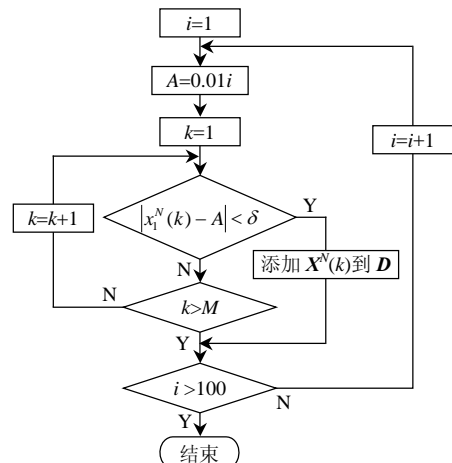 i=1
A=0.01i
k=1
i=i+1
k=k+1
|x₁ᴺ(k)−A|<δ
Y
添加 Xᴺ(k)到 D
N
N
k>M
Y
i>100
N
Y
结束